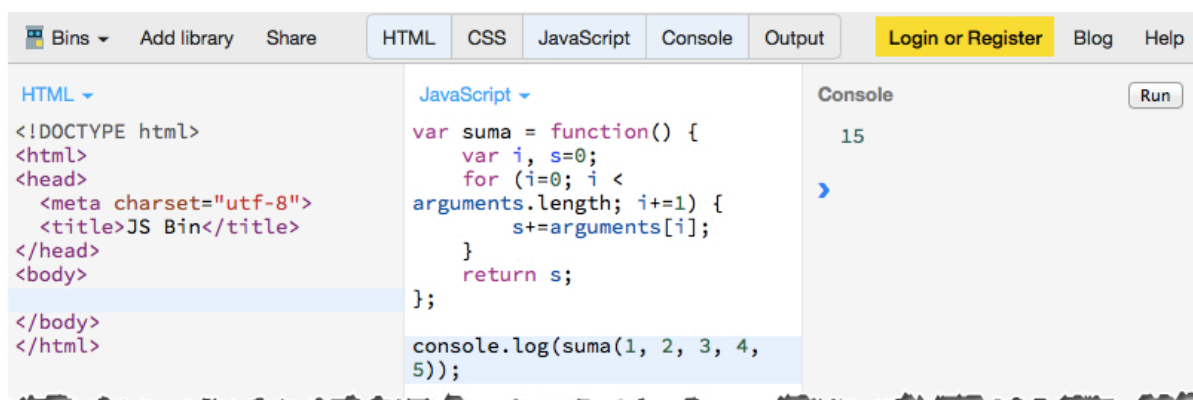 Bins Add library Share HTML CSS JavaScript Console Output Login or Register Blog Help
HTML
<!DOCTYPE html>
<html>
<head>
  <meta charset="utf-8">
  <title>JS Bin</title>
</head>
<body>
</body>
</html>
JavaScript
var suma = function() {
    var i, s=0;
    for (i=0; i <
arguments.length; i+=1) {
        s+=arguments[i];
    }
    return s;
};
console.log(suma(1, 2, 3, 4,
5));
Console Run
15